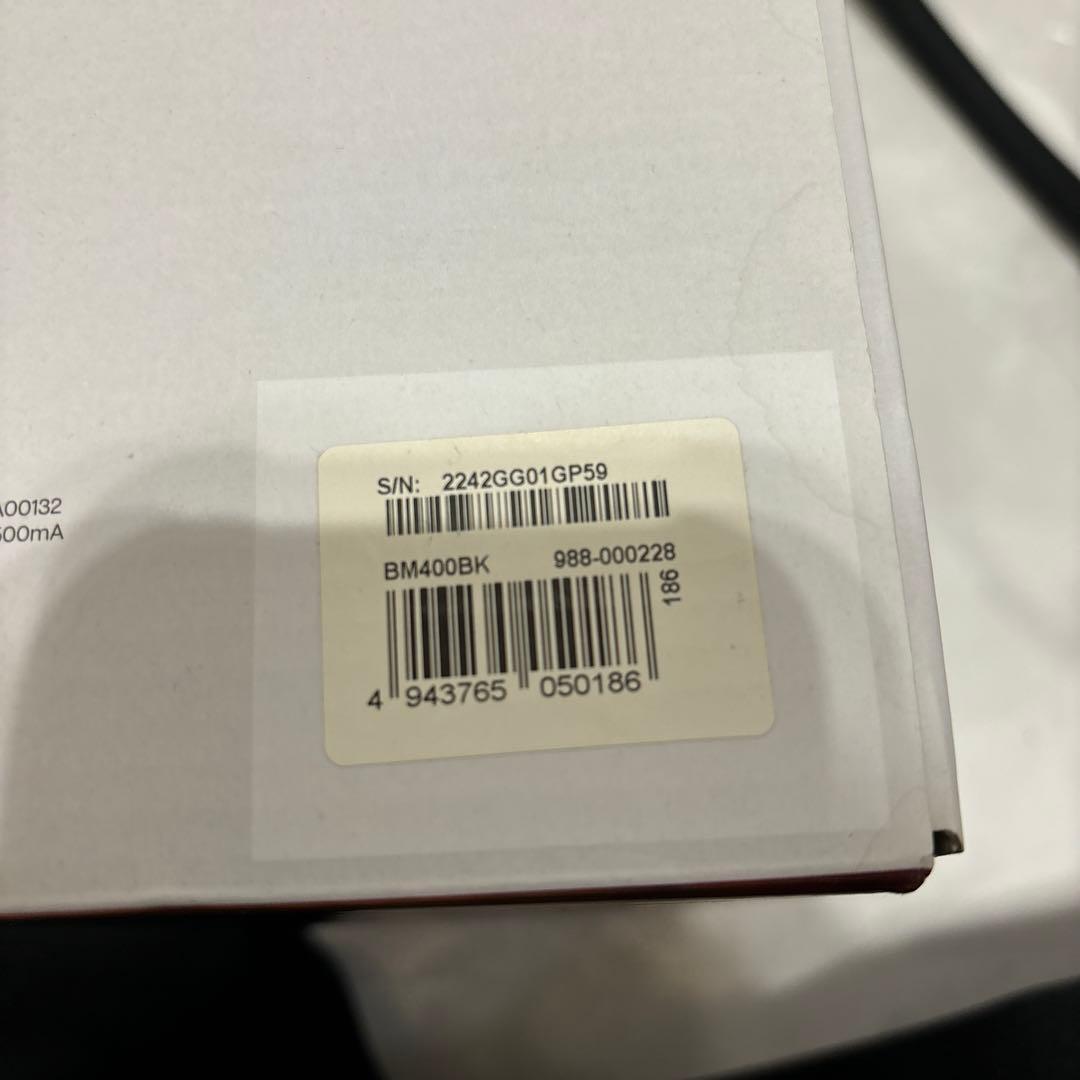 A00132
500mA
S/N: 2242GG01GP59
BM400BK 988-000228
186
4 943765 050186